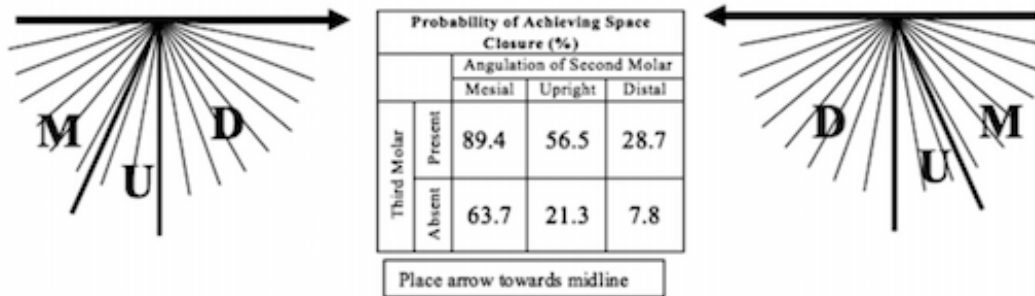 M
U
D
Probability of Achieving Space
Closure (%)
Angulation of Second Molar
Mesial Upright Distal
Third Molar
Present
89.4 56.5 28.7
Absent
63.7 21.3 7.8
Place arrow towards midline
D
U
M